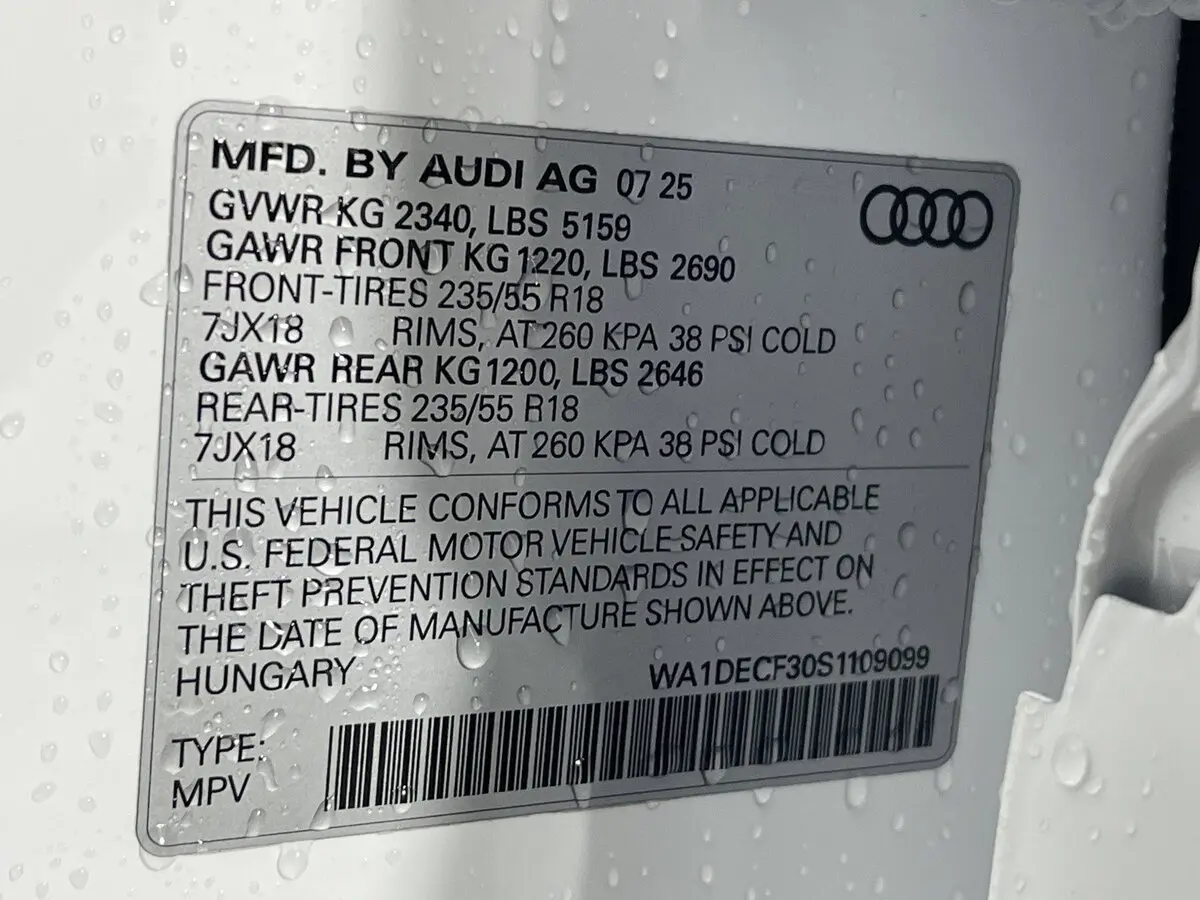 MFD. BY AUDI AG 07 25
GVWR KG 2340, LBS 5159
GAWR FRONT KG 1220, LBS 2690
FRONT-TIRES 235/55 R18
7JX18 RIMS, AT 260 KPA 38 PSI COLD
GAWR REAR KG 1200, LBS 2646
REAR-TIRES 235/55 R18
7JX18 RIMS, AT 260 KPA 38 PSI COLD
THIS VEHICLE CONFORMS TO ALL APPLICABLE
U.S. FEDERAL MOTOR VEHICLE SAFETY AND
THEFT PREVENTION STANDARDS IN EFFECT ON
THE DATE OF MANUFACTURE SHOWN ABOVE.
HUNGARY WA1DECF30S1109099
TYPE:
MPV